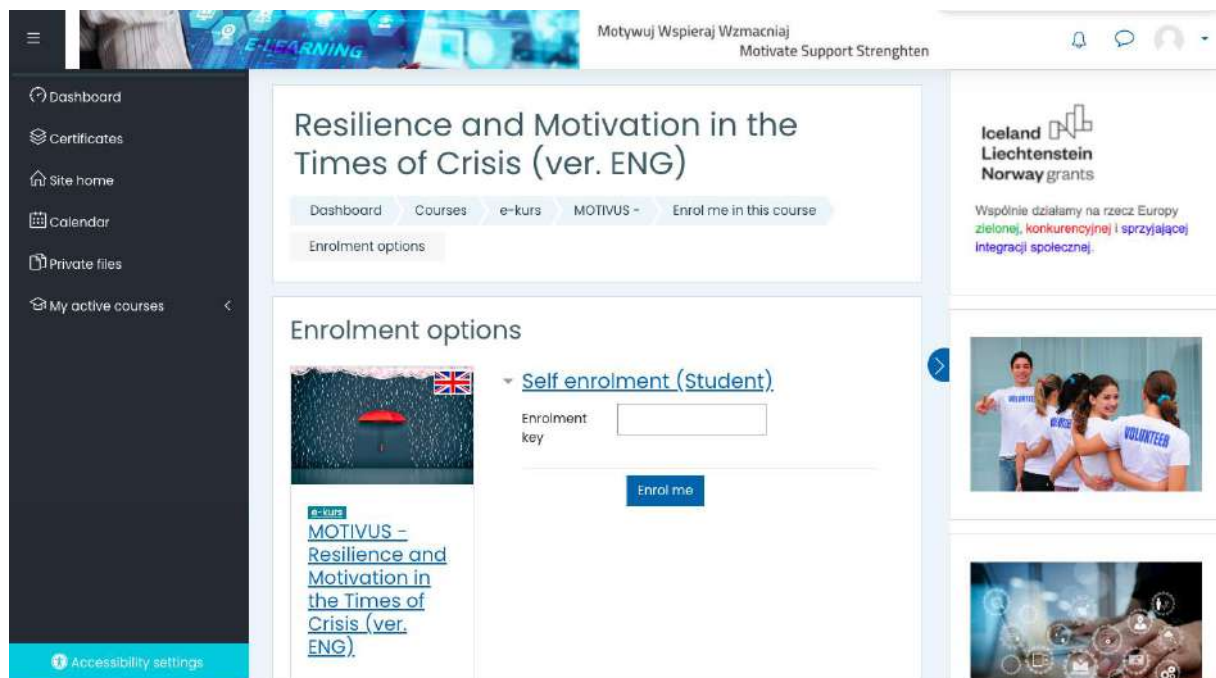 E-LEARNING
Motywuj Wspieraj Wzmacniaj
Motivate Support Strenghten
Dashboard
Certificates
Site home
Calendar
Private files
My active courses
Accessibility settings
Resilience and Motivation in the
Times of Crisis (ver. ENG)
Dashboard Courses e-kurs MOTIVUS - Enrol me in this course
Enrolment options
Enrolment options
e-kurs
MOTIVUS -
Resilience and
Motivation in
the Times of
Crisis (ver.
ENG)
Self enrolment (Student)
Enrolment
key
Enrol me
Iceland
Liechtenstein
Norway grants
Wspólnie działamy na rzecz Europy
zielonej, konkurencyjnej i sprzyjającej
integracji społecznej.
VOLUNTEER
VOLUNTEER